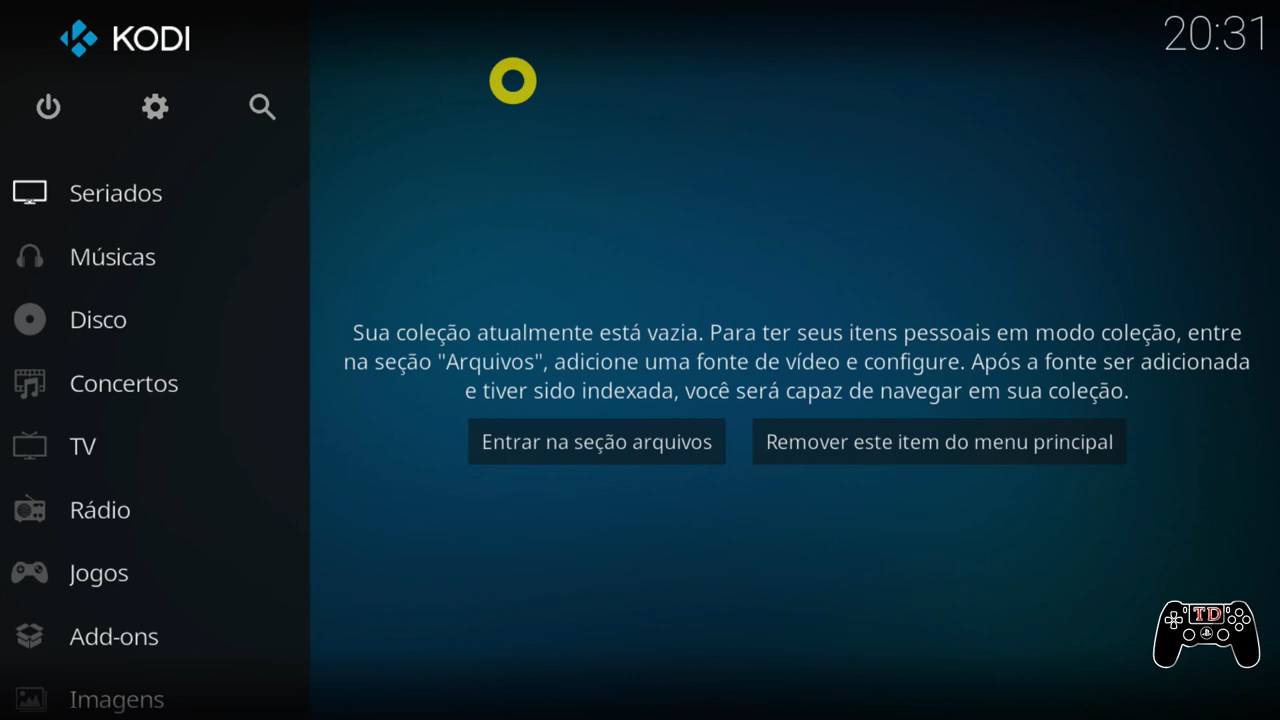 KODI
20:31
Seriados
Músicas
Disco
Concertos
TV
Rádio
Jogos
Add-ons
Imagens
Sua coleção atualmente está vazia. Para ter seus itens pessoais em modo coleção, entre
na seção "Arquivos", adicione uma fonte de vídeo e configure. Após a fonte ser adicionada
e tiver sido indexada, você será capaz de navegar em sua coleção.
Entrar na seção arquivos
Remover este item do menu principal
TD